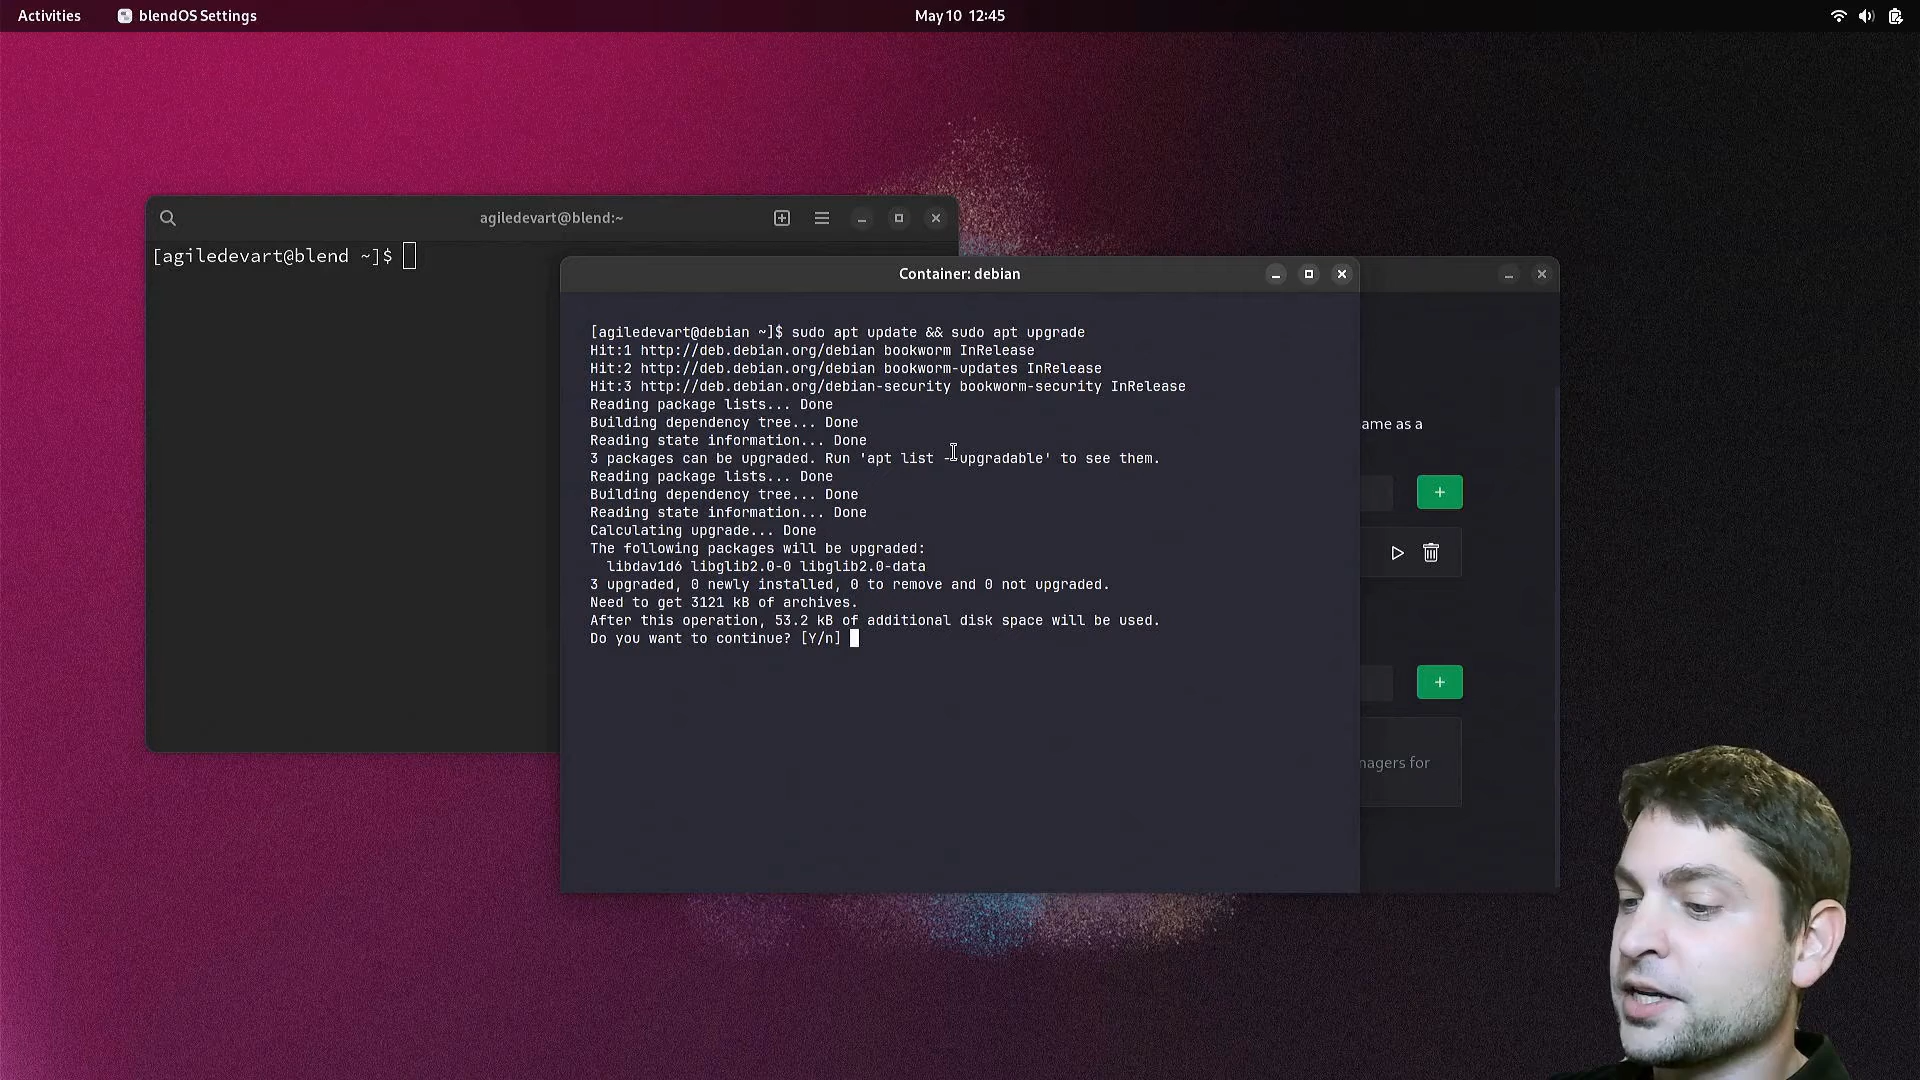 Activities
blendOS Settings
May 10 12:45
agiledevart@blend:~
[agiledevart@blend ~]$
Container: debian
[agiledevart@debian ~]$ sudo apt update && sudo apt upgrade
Hit:1 http://deb.debian.org/debian bookworm InRelease
Hit:2 http://deb.debian.org/debian bookworm-updates InRelease
Hit:3 http://deb.debian.org/debian-security bookworm-security InRelease
Reading package lists... Done
Building dependency tree... Done
Reading state information... Done
3 packages can be upgraded. Run 'apt list --upgradable' to see them.
Reading package lists... Done
Building dependency tree... Done
Reading state information... Done
Calculating upgrade... Done
The following packages will be upgraded:
libdav1d6 libglib2.0-0 libglib2.0-data
3 upgraded, 0 newly installed, 0 to remove and 0 not upgraded.
Need to get 3121 kB of archives.
After this operation, 53.2 kB of additional disk space will be used.
Do you want to continue? [Y/n]
ame as a
nagers for